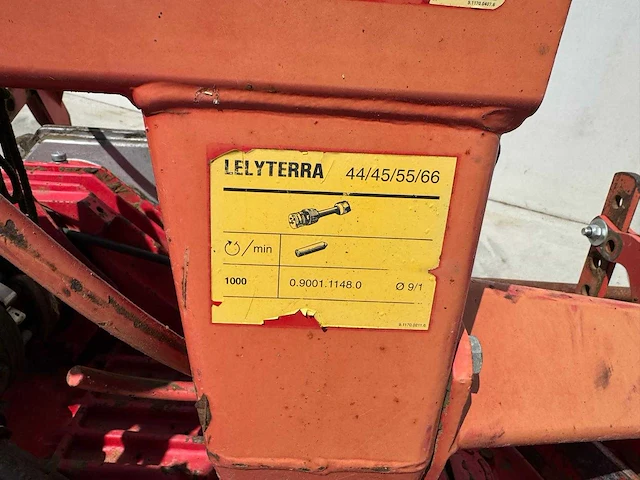 LELYTERRA 44/45/55/66
/min
1000 0.9001.1148.0 Ø 9/1